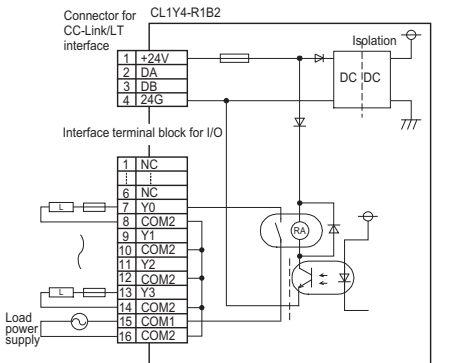 Connector for
CC-Link/LT
interface
CL1Y4-R1B2
1 +24V
2 DA
3 DB
4 24G
Isolation
DC DC
Interface terminal block for I/O
1 NC
6 NC
7 Y0
8 COM2
9 Y1
10 COM2
11 Y2
12 COM2
13 Y3
14 COM2
15 COM1
16 COM2
L
L
RA
Load
power
supply